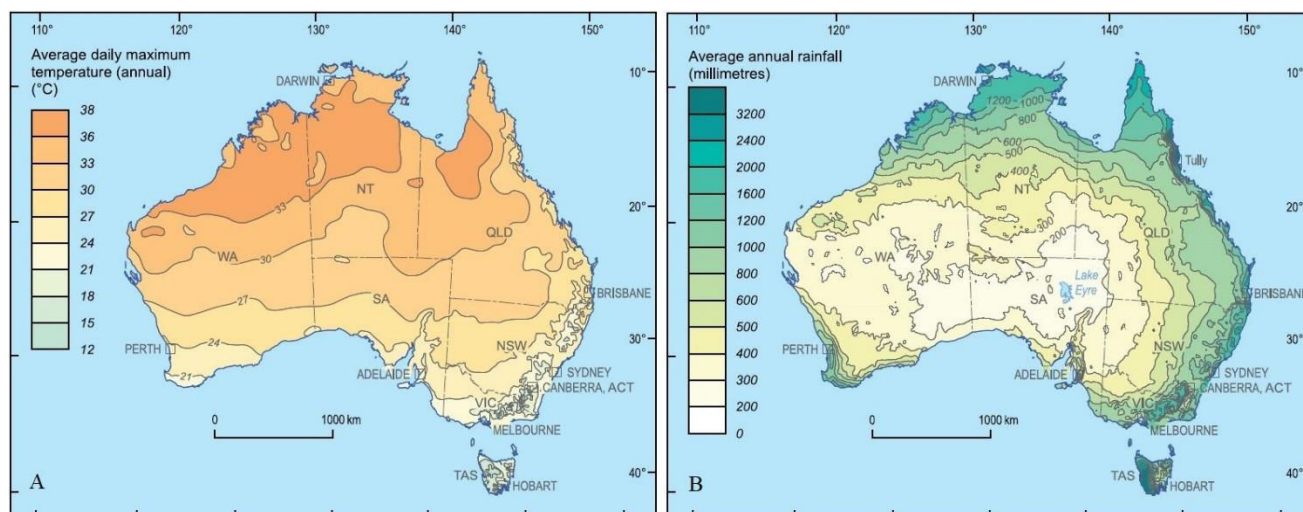 110° 120° 130° 140° 150°
Average daily maximum
temperature (annual)
(°C)
38
36
33
30
27
24
21
18
15
12
DARWIN
10°
20°
30°
40°
NT
33
QLD
WA
30
SA
27
BRISBANE
24
NSW
PERTH
21
ADELAIDE
SYDNEY
CANBERRA, ACT
VIC
MELBOURNE
0 1000 km
TAS
HOBART
A
110° 120° 130° 140° 150°
Average annual rainfall
(millimetres)
3200
2400
2000
1600
1200
1000
800
600
500
400
300
200
0
DARWIN
10°
20°
30°
40°
1200
1000
800
600
500
400
Tully
NT
300
200
QLD
WA
Lake
Eyre
SA
BRISBANE
NSW
PERTH
ADELAIDE
SYDNEY
CANBERRA, ACT
VIC
MELBOURNE
0 1000 km
TAS
HOBART
B